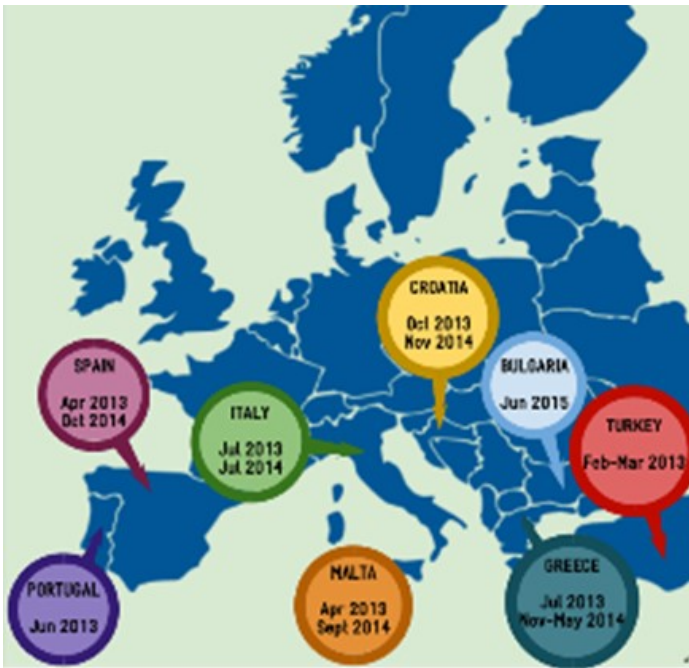 CROATIA
Oct 2013
Nov 2014
SPAIN
Apr 2013
Oct 2014
BULGARIA
Jun 2015
ITALY
Jul 2013
Jul 2014
TURKEY
Feb-Mar 2013
PORTUGAL
Jun 2013
MALTA
Apr 2013
Sept 2014
GREECE
Jul 2013
Nov-May 2014